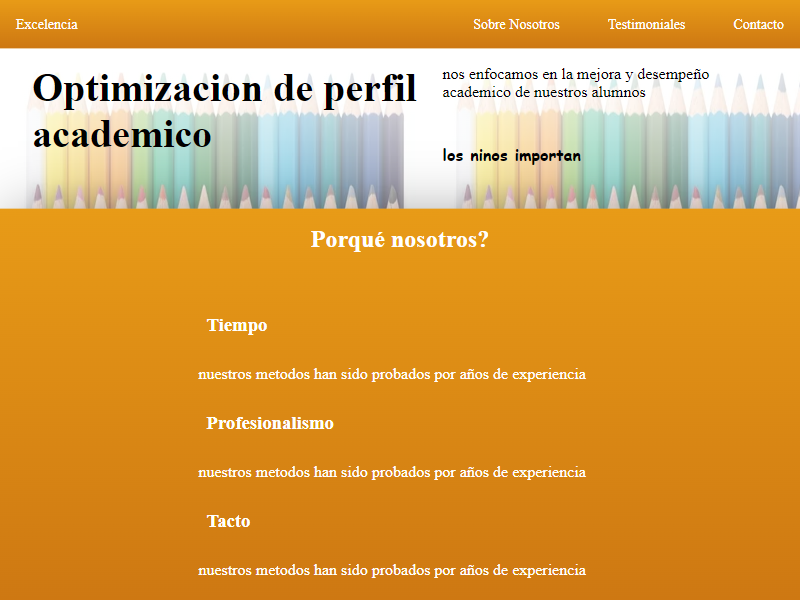 Excelencia
Sobre Nosotros
Testimoniales
Contacto
Optimizacion de perfil
academico
nos enfocamos en la mejora y desempeño
academico de nuestros alumnos
los ninos importan
Porqué nosotros?
Tiempo
nuestros metodos han sido probados por años de experiencia
Profesionalismo
nuestros metodos han sido probados por años de experiencia
Tacto
nuestros metodos han sido probados por años de experiencia